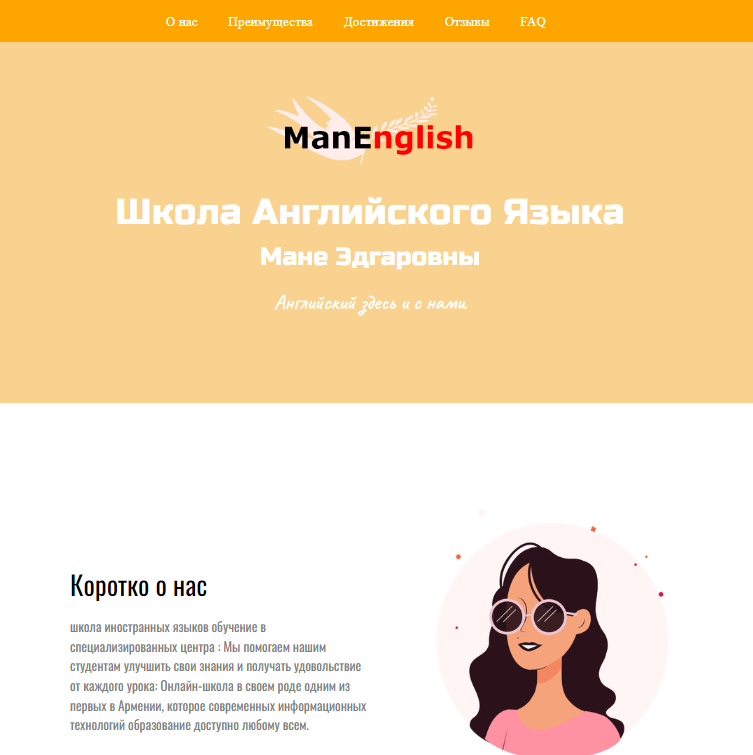 О нас Преимущества Достижения Отзывы FAQ
ManEnglish
Школа Английского Языка
Мане Эдгаровны
Английский здесь и с нами
Коротко о нас
школа иностранных языков обучение в
специализированных центра : Мы помогаем нашим
студентам улучшить свои знания и получать удовольствие
от каждого урока: Онлайн-школа в своем роде одним из
первых в Армении, которое современных информационных
технологий образование доступно любому всем.